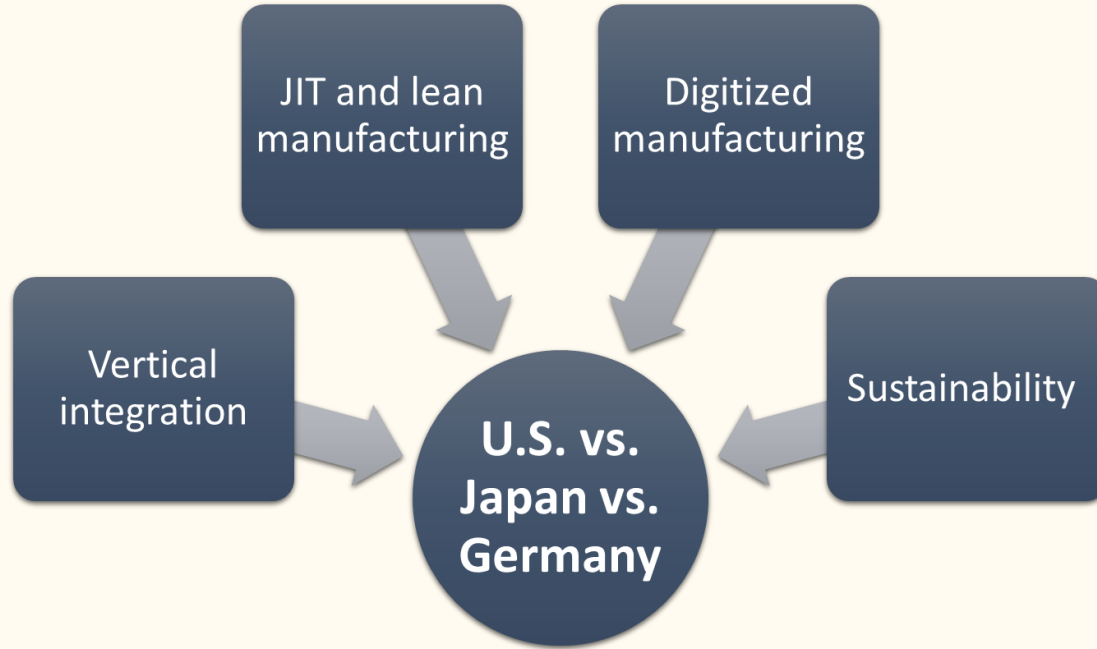 JIT and lean
manufacturing
Digitized
manufacturing
Vertical
integration
Sustainability
U.S. vs.
Japan vs.
Germany